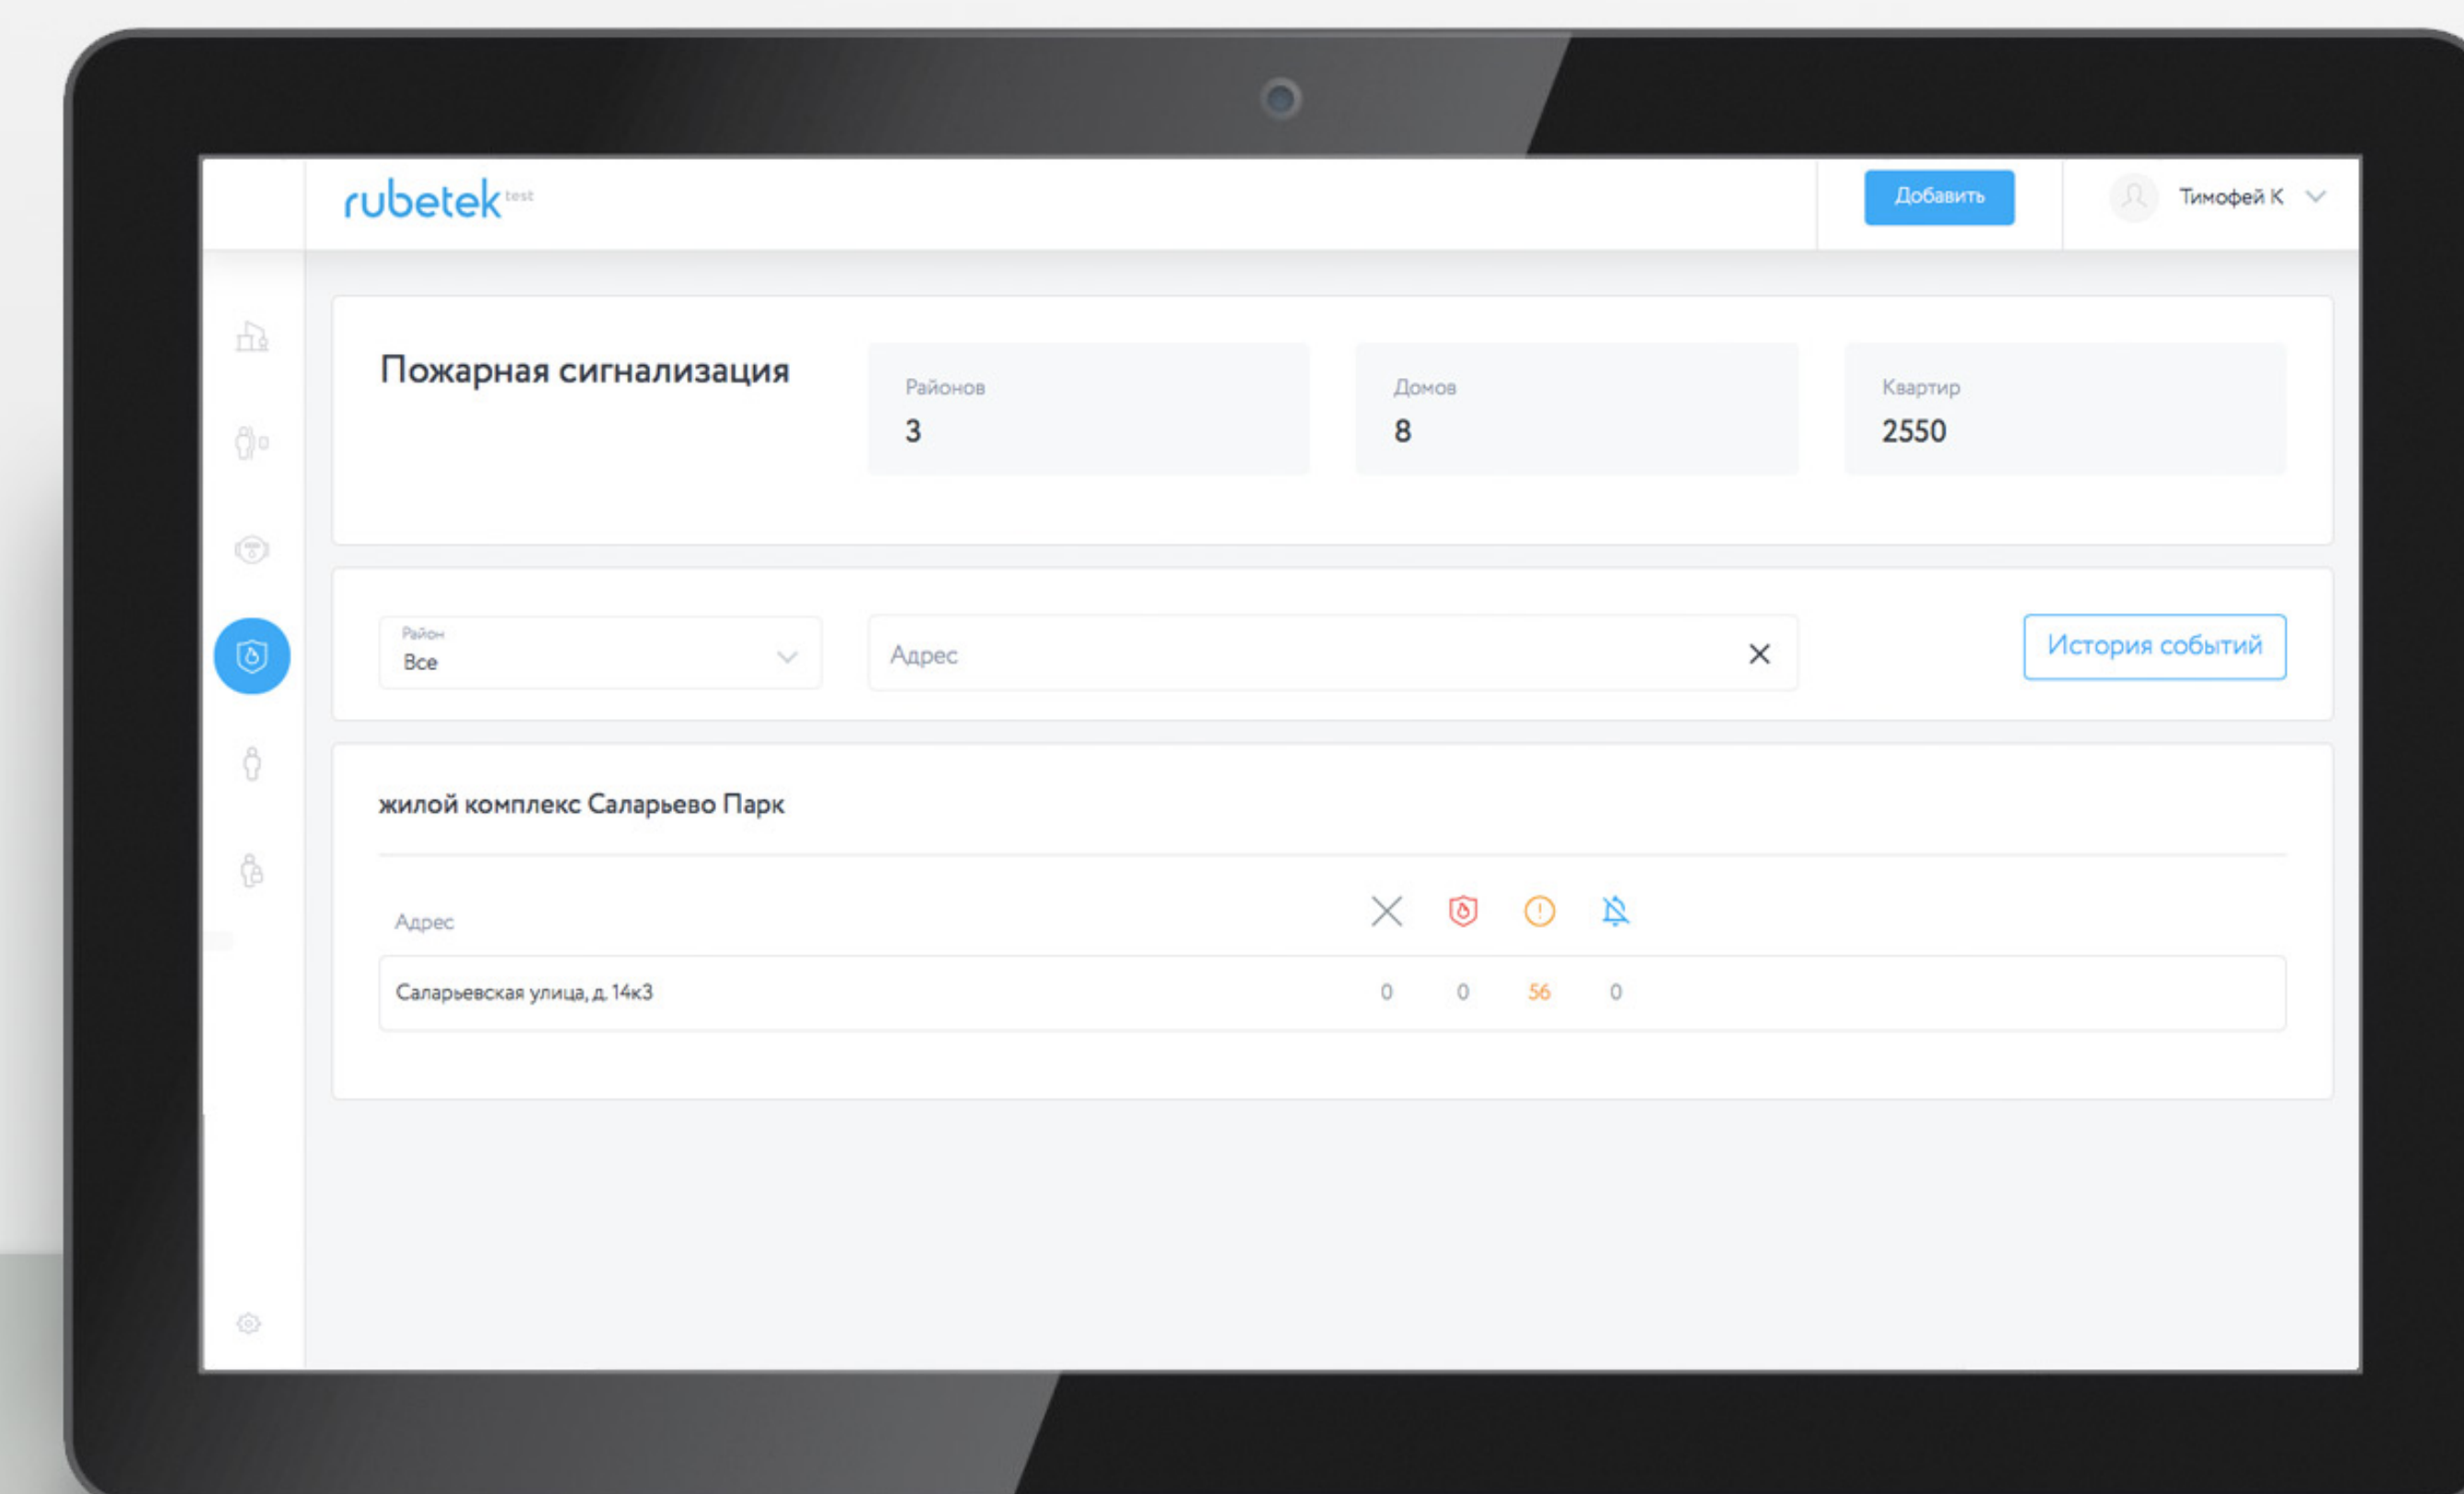 rubetek test
Добавить
Тимофей К
Пожарная сигнализация
Районов
3
Домов
8
Квартир
2550
Район
Все
Адрес
История событий
жилой комплекс Саларьево Парк
Адрес
Саларьевская улица, д. 14к3
0 0 56 0